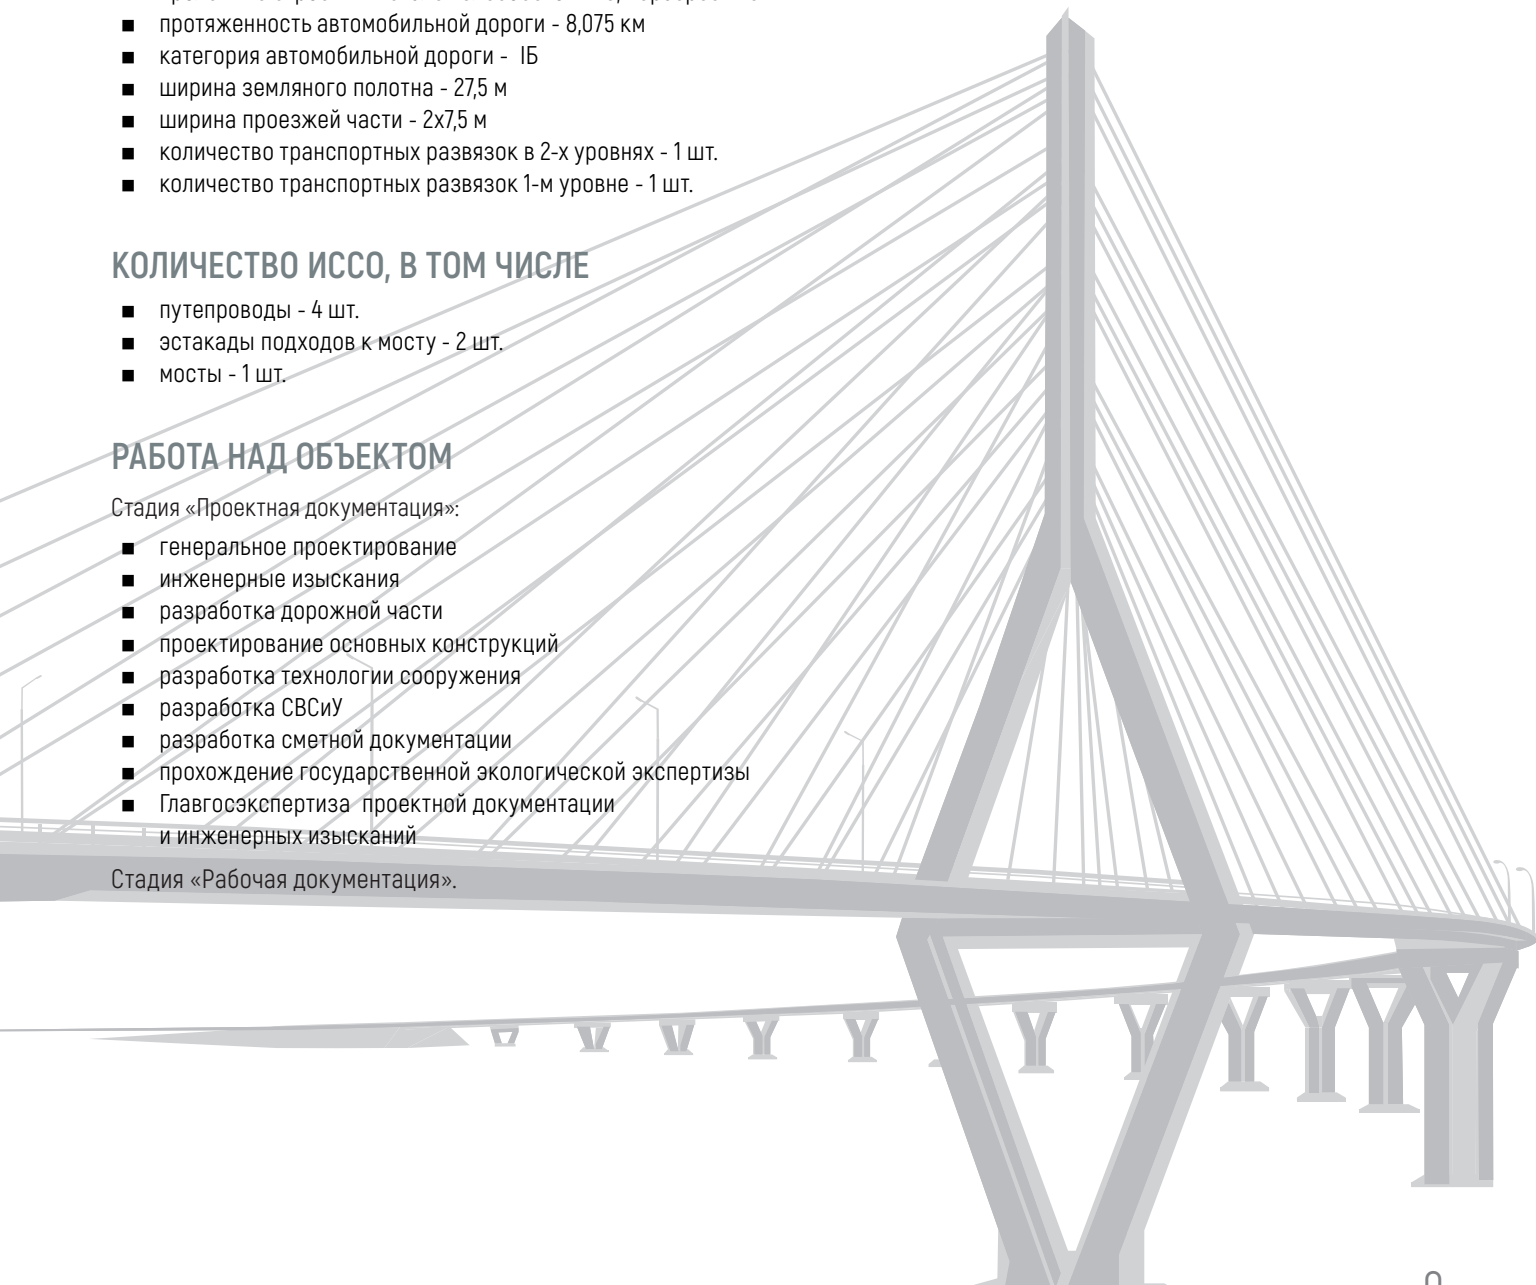 протяженность автомобильной дороги - 8,075 км
категория автомобильной дороги - IБ
ширина земляного полотна - 27,5 м
ширина проезжей части - 2х7,5 м
количество транспортных развязок в 2-х уровнях - 1 шт.
количество транспортных развязок 1-м уровне - 1 шт.
КОЛИЧЕСТВО ИССО, В ТОМ ЧИСЛЕ
путепроводы - 4 шт.
эстакады подходов к мосту - 2 шт.
мосты - 1 шт.
РАБОТА НАД ОБЪЕКТОМ
Стадия «Проектная документация»:
генеральное проектирование
инженерные изыскания
разработка дорожной части
проектирование основных конструкций
разработка технологии сооружения
разработка СВСиУ
разработка сметной документации
прохождение государственной экологической экспертизы
Главгосэкспертиза проектной документации
и инженерных изысканий
Стадия «Рабочая документация».